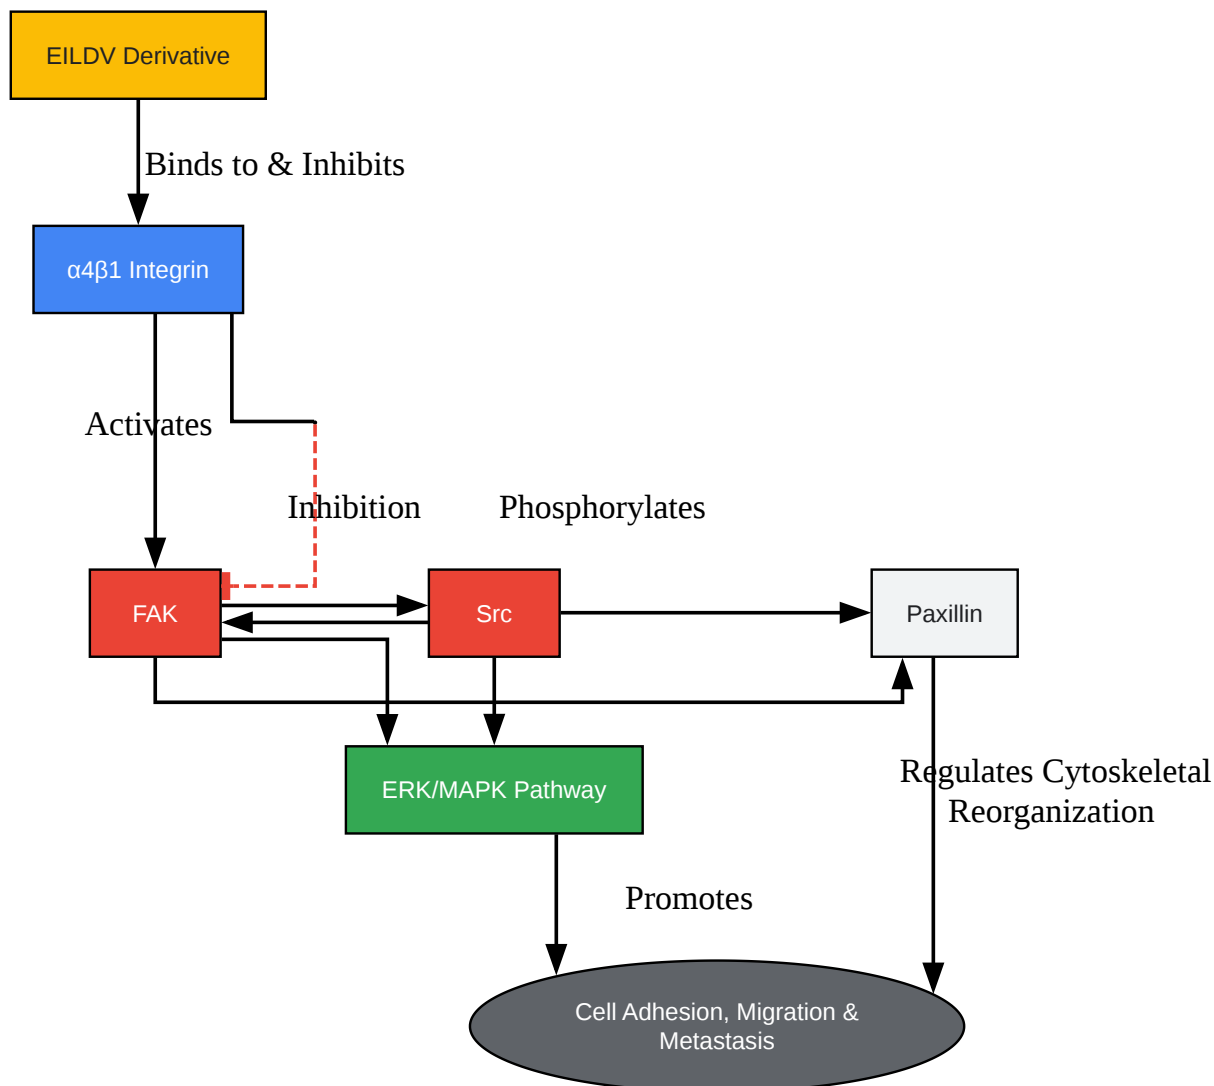 EILDV Derivative
Binds to & Inhibits
α4β1 Integrin
Activates
Inhibition
Phosphorylates
FAK
Src
Paxillin
Regulates Cytoskeletal
Reorganization
ERK/MAPK Pathway
Promotes
Cell Adhesion, Migration &
Metastasis